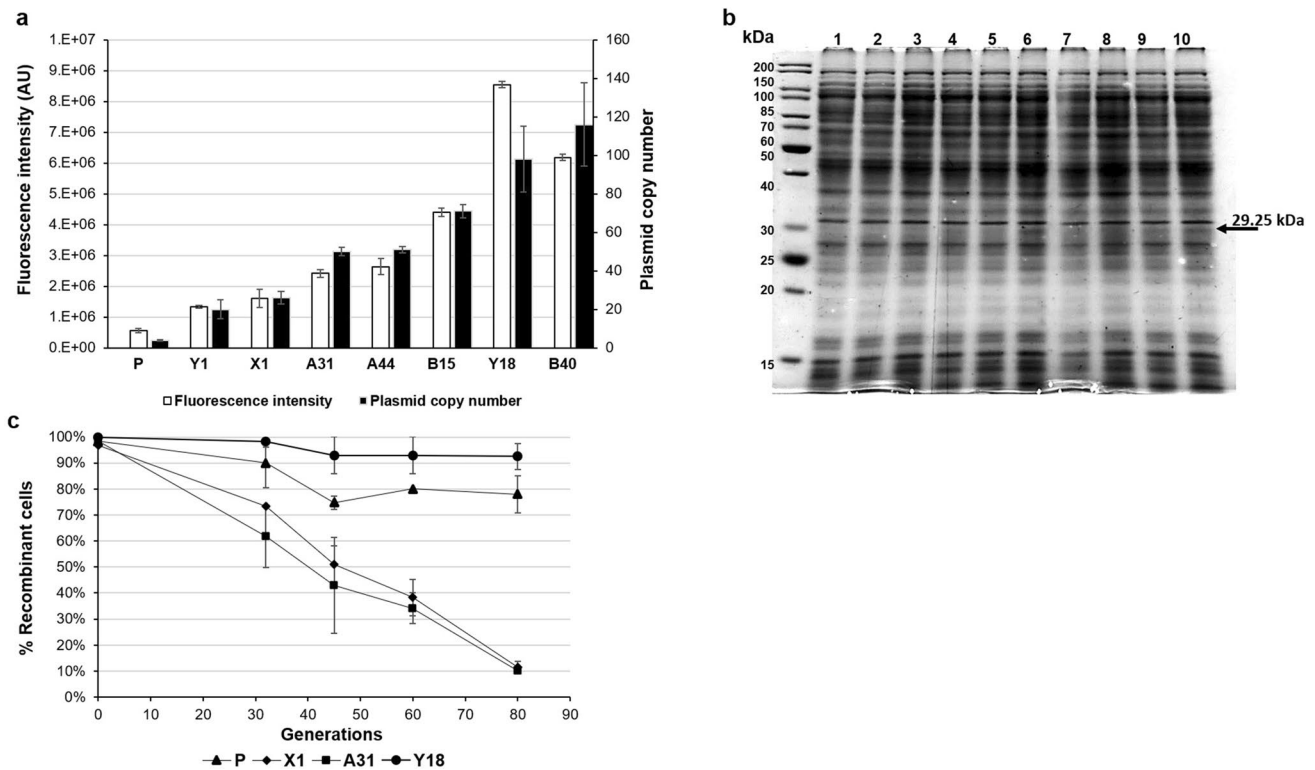 a
Fluorescence intensity (AU)
1.E+07
9.E+06
8.E+06
7.E+06
6.E+06
5.E+06
4.E+06
3.E+06
2.E+06
1.E+06
0.E+00
160
140
120
100
80
60
40
20
0
Plasmid copy number
P Y1 X1 A31 A44 B15 Y18 B40
Fluorescence intensity Plasmid copy number
b
kDa 1 2 3 4 5 6 7 8 9 10
200
150
100
85
70
60
50
40
30
25
20
15
29.25 kDa
c
% Recombinant cells
100%
90%
80%
70%
60%
50%
40%
30%
20%
10%
0%
0 10 20 30 40 50 60 70 80 90
Generations
P X1 A31 Y18